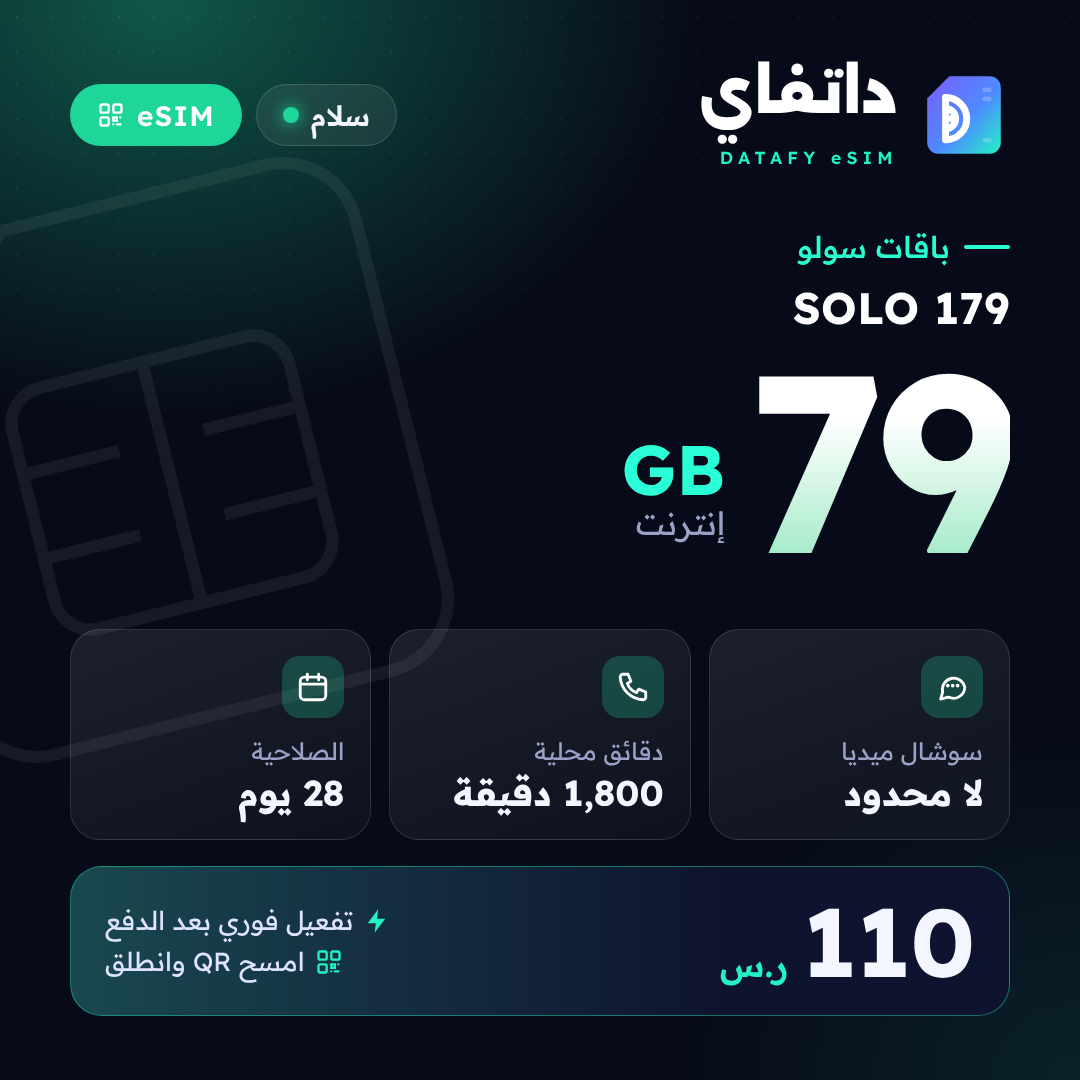 داتفاي
DATAFY eSIM
سلام
eSIM
باقات سولو
SOLO 179
79
GB
إنترنت
سوشال ميديا
لا محدود
دقائق محلية
1,800 دقيقة
الصلاحية
28 يوم
110 ر.س
تفعيل فوري بعد الدفع
امسح QR وانطلق